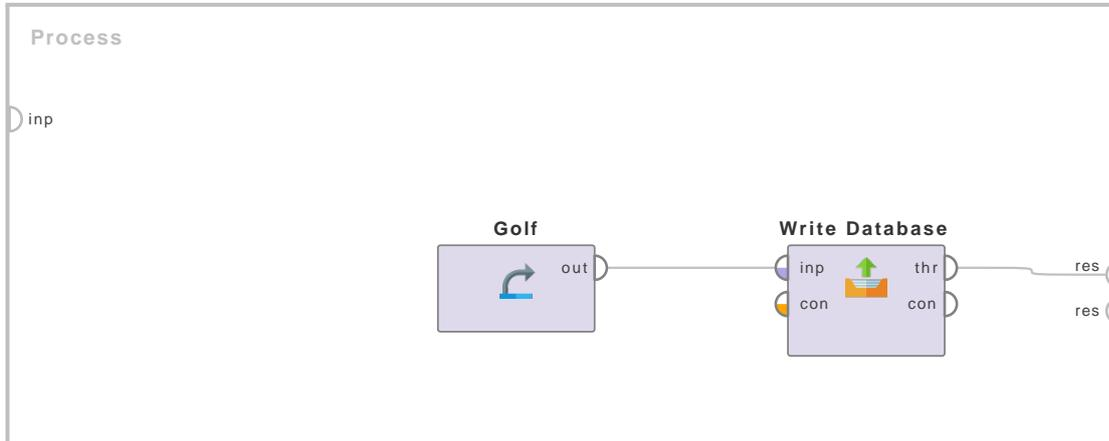 Process
inp
Golf
out
Write Database
inp
thr
con
con
res
res